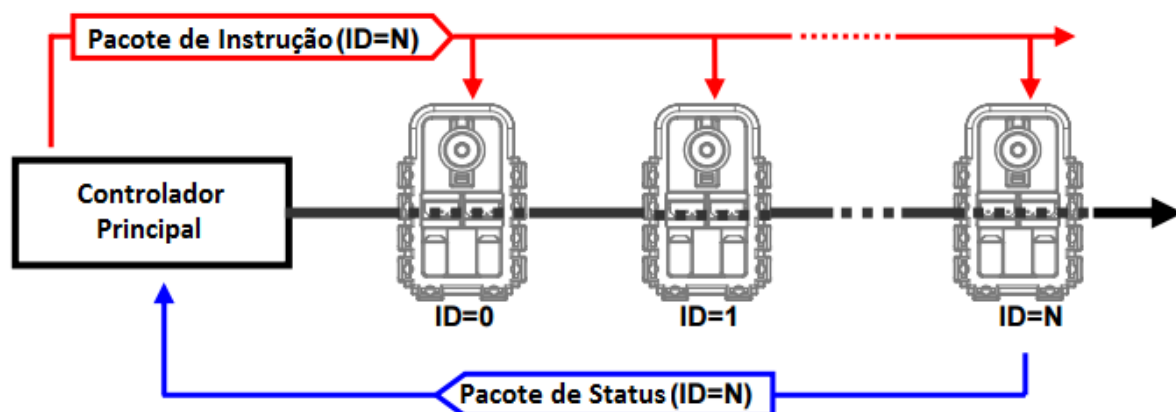 Pacote de Instrução (ID=N)
Controlador
Principal
ID=0
ID=1
ID=N
Pacote de Status (ID=N)